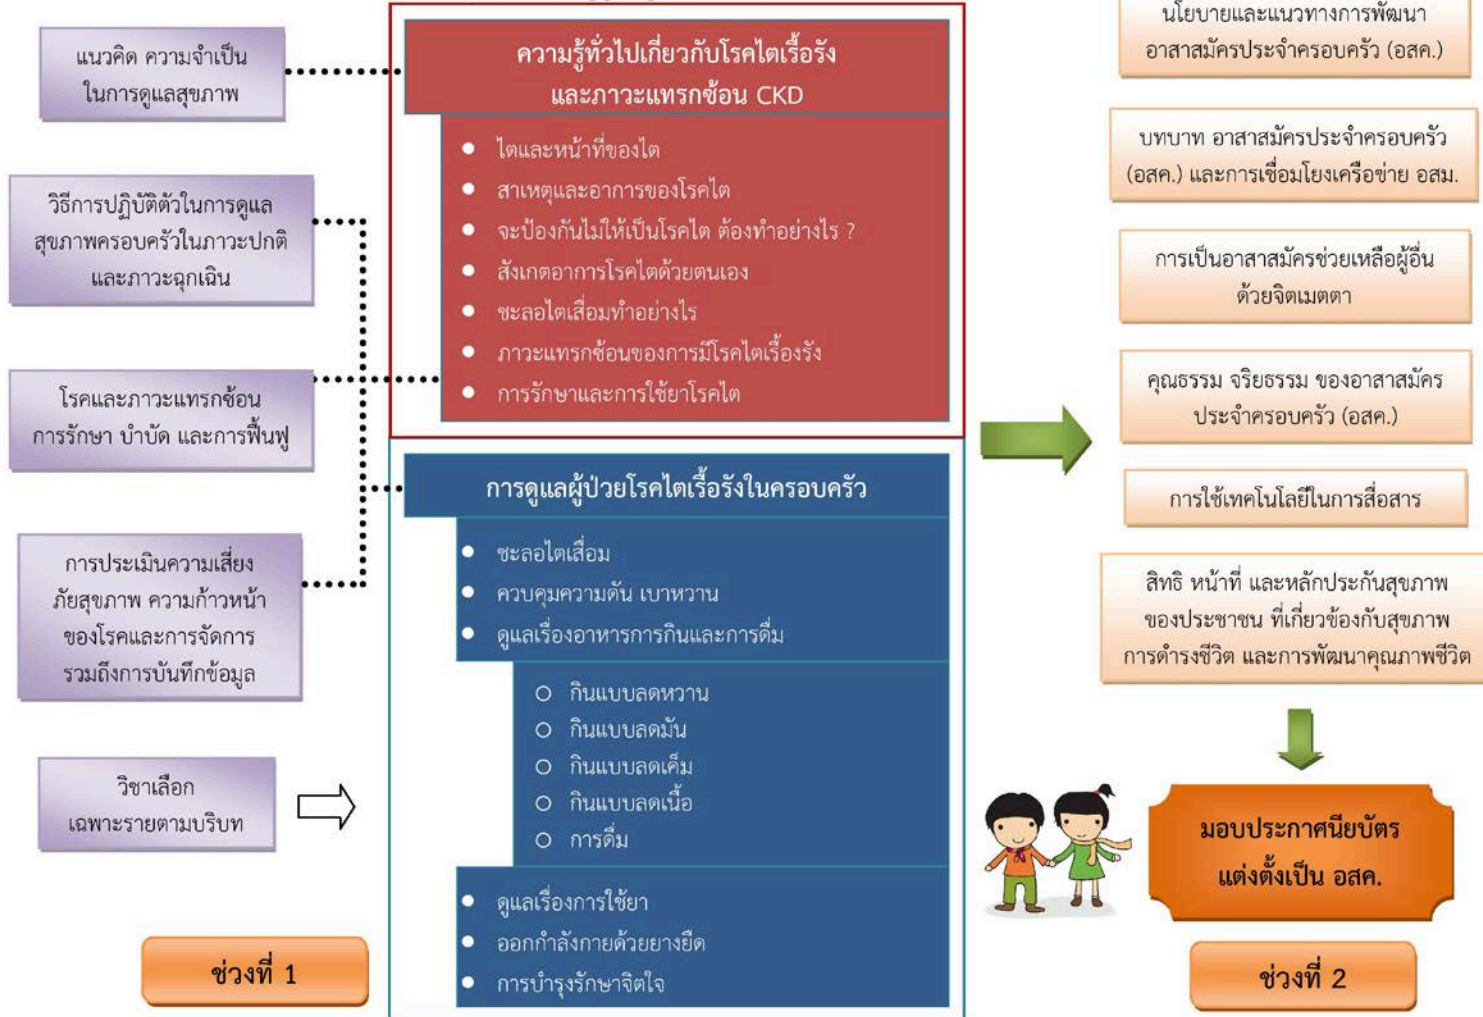 แนวคิด ความจำเป็น
ในการดูแลสุขภาพ
วิธีการปฏิบัติตัวในการดูแล
สุขภาพครอบครัวในภาวะปกติ
และภาวะฉุกเฉิน
โรคและภาวะแทรกซ้อน
การรักษา บำบัด และการฟื้นฟู
การประเมินความเสี่ยง
ภัยสุขภาพ ความก้าวหน้า
ของโรคและการจัดการ
รวมถึงการบันทึกข้อมูล
วิชาเลือก
เฉพาะรายตามบริบท
ช่วงที่ 1
ความรู้ทั่วไปเกี่ยวกับโรคไตเรื้อรัง
และภาวะแทรกซ้อน CKD
● ไตและหน้าที่ของไต
● สาเหตุและอาการของโรคไต
● จะป้องกันไม่ให้เป็นโรคไต ต้องทำอย่างไร ?
● สังเกตอาการโรคไตด้วยตนเอง
● ชะลอไตเสื่อมทำอย่างไร
● ภาวะแทรกซ้อนของการมีโรคไตเรื้องรัง
● การรักษาและการใช้ยาโรคไต
การดูแลผู้ป่วยโรคไตเรื้อรังในครอบครัว
● ชะลอไตเสื่อม
● ควบคุมความดัน เบาหวาน
● ดูแลเรื่องอาหารการกินและการดื่ม
○ กินแบบลดหวาน
○ กินแบบลดมัน
○ กินแบบลดเค็ม
○ กินแบบลดเนื้อ
○ การดื่ม
● ดูแลเรื่องการใช้ยา
● ออกกำลังกายด้วยยางยืด
● การบำรุงรักษาจิตใจ
นโยบายและแนวทางการพัฒนา
อาสาสมัครประจำครอบครัว (อสค.)
บทบาท อาสาสมัครประจำครอบครัว
(อสค.) และการเชื่อมโยงเครือข่าย อสม.
การเป็นอาสาสมัครช่วยเหลือผู้อื่น
ด้วยจิตเมตตา
คุณธรรม จริยธรรม ของอาสาสมัคร
ประจำครอบครัว (อสค.)
การใช้เทคโนโลยีในการสื่อสาร
สิทธิ หน้าที่ และหลักประกันสุขภาพ
ของประชาชน ที่เกี่ยวข้องกับสุขภาพ
การดำรงชีวิต และการพัฒนาคุณภาพชีวิต
มอบประกาศนียบัตร
แต่งตั้งเป็น อสค.
ช่วงที่ 2